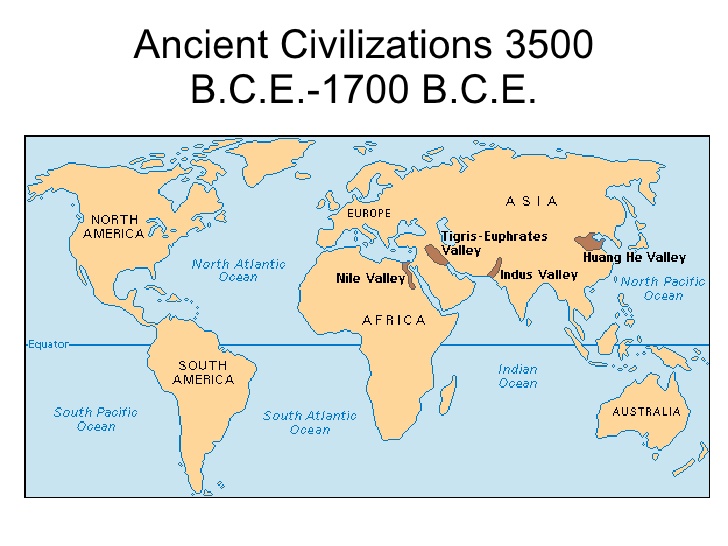 Ancient Civilizations 3500
B.C.E.-1700 B.C.E.
ASIA
EUROPE
NORTH
AMERICA
Tigris-Euphrates
Valley
Huang He Valley
North Atlantic
Ocean
Nile Valley
Indus Valley
North Pacific
Ocean
AFRICA
Equator
SOUTH
AMERICA
Indian
Ocean
South Pacific
Ocean
South Atlantic
Ocean
AUSTRALIA